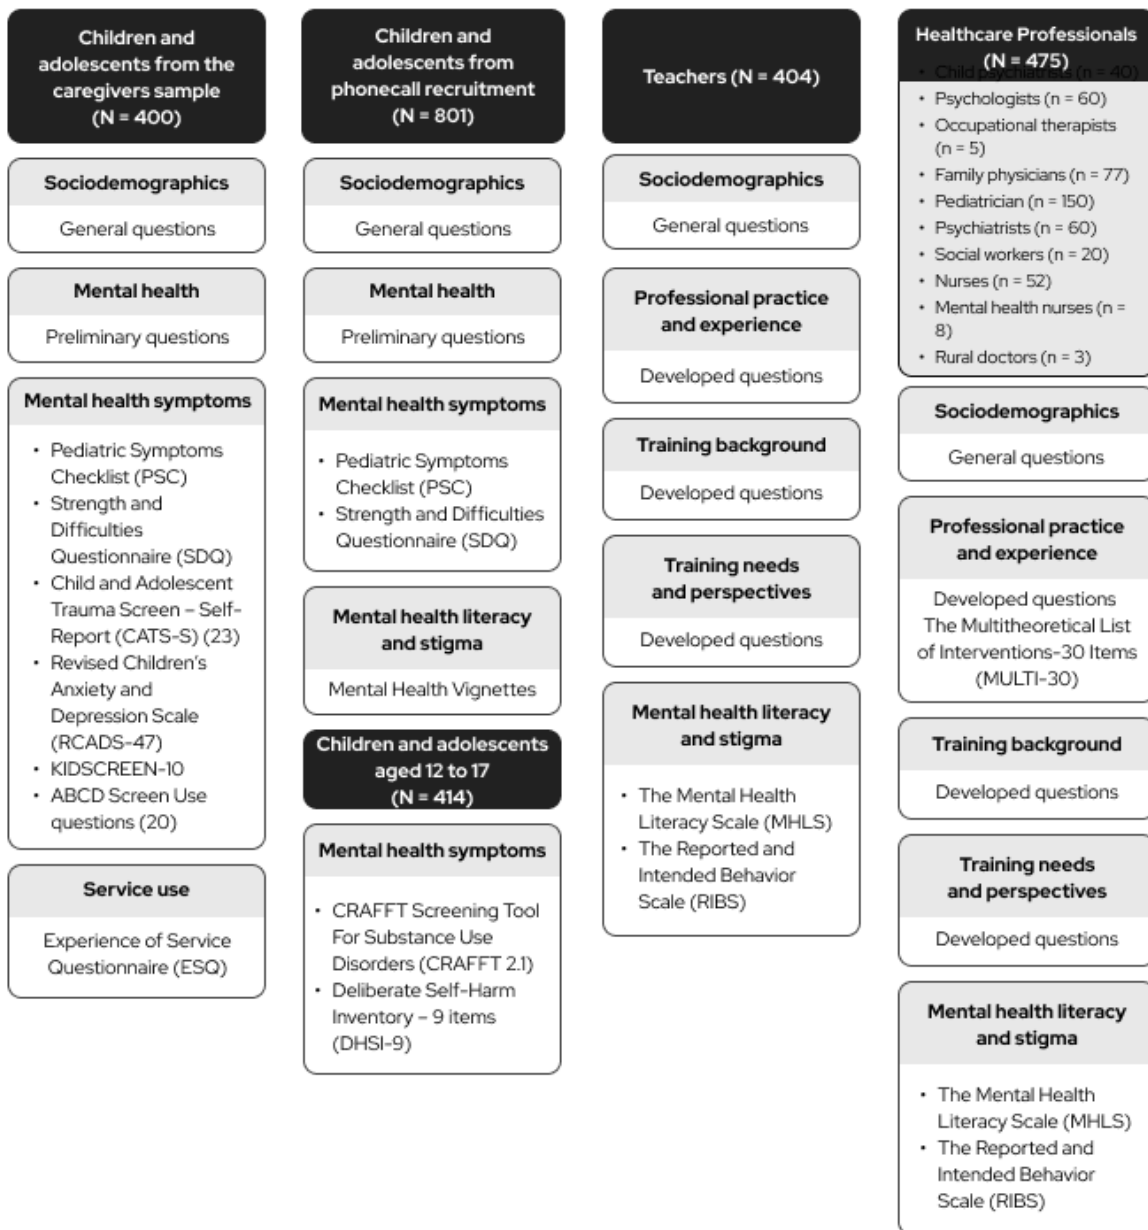 Children and
adolescents from the
caregivers sample
(N = 400)
Sociodemographics
General questions
Mental health
Preliminary questions
Mental health symptoms
• Pediatric Symptoms
Checklist (PSC)
• Strength and
Difficulties
Questionnaire (SDQ)
• Child and Adolescent
Trauma Screen – Self-
Report (CATS-S) (23)
• Revised Children's
Anxiety and
Depression Scale
(RCADS-47)
• KIDSCREEN-10
• ABCD Screen Use
questions (20)
Service use
Experience of Service
Questionnaire (ESQ)
Children and
adolescents from
phonecall recruitment
(N = 801)
Sociodemographics
General questions
Mental health
Preliminary questions
Mental health symptoms
• Pediatric Symptoms
Checklist (PSC)
• Strength and Difficulties
Questionnaire (SDQ)
Mental health literacy
and stigma
Mental Health Vignettes
Children and adolescents
aged 12 to 17
(N = 414)
Mental health symptoms
• CRAFFT Screening Tool
For Substance Use
Disorders (CRAFFT 2.1)
• Deliberate Self-Harm
Inventory – 9 items
(DHSI-9)
Teachers (N = 404)
Sociodemographics
General questions
Professional practice
and experience
Developed questions
Training background
Developed questions
Training needs
and perspectives
Developed questions
Mental health literacy
and stigma
• The Mental Health
Literacy Scale (MHLS)
• The Reported and
Intended Behavior
Scale (RIBS)
Healthcare Professionals
(N = 475)
• Child psychiatrists (n = 40)
• Psychologists (n = 60)
• Occupational therapists
(n = 5)
• Family physicians (n = 77)
• Pediatrician (n = 150)
• Psychiatrists (n = 60)
• Social workers (n = 20)
• Nurses (n = 52)
• Mental health nurses (n =
8)
• Rural doctors (n = 3)
Sociodemographics
General questions
Professional practice
and experience
Developed questions
The Multitheoretical List
of Interventions-30 Items
(MULTI-30)
Training background
Developed questions
Training needs
and perspectives
Developed questions
Mental health literacy
and stigma
• The Mental Health
Literacy Scale (MHLS)
• The Reported and
Intended Behavior
Scale (RIBS)